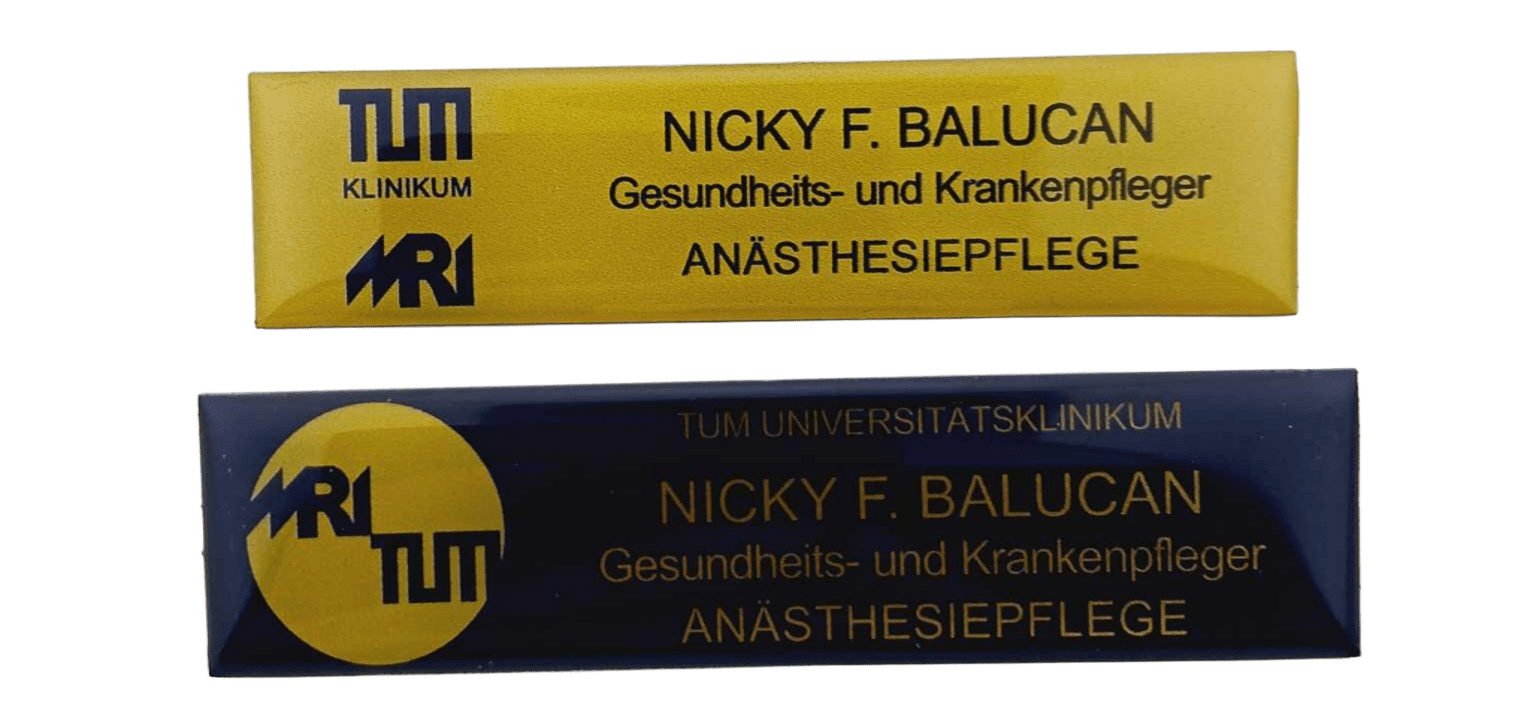 TUM
KLINIKUM
MRI
NICKY F. BALUCAN
Gesundheits- und Krankenpfleger
ANÄSTHESIEPFLEGE
MRI
TUM
TUM UNIVERSITÄTSKLINIKUM
NICKY F. BALUCAN
Gesundheits- und Krankenpfleger
ANÄSTHESIEPFLEGE